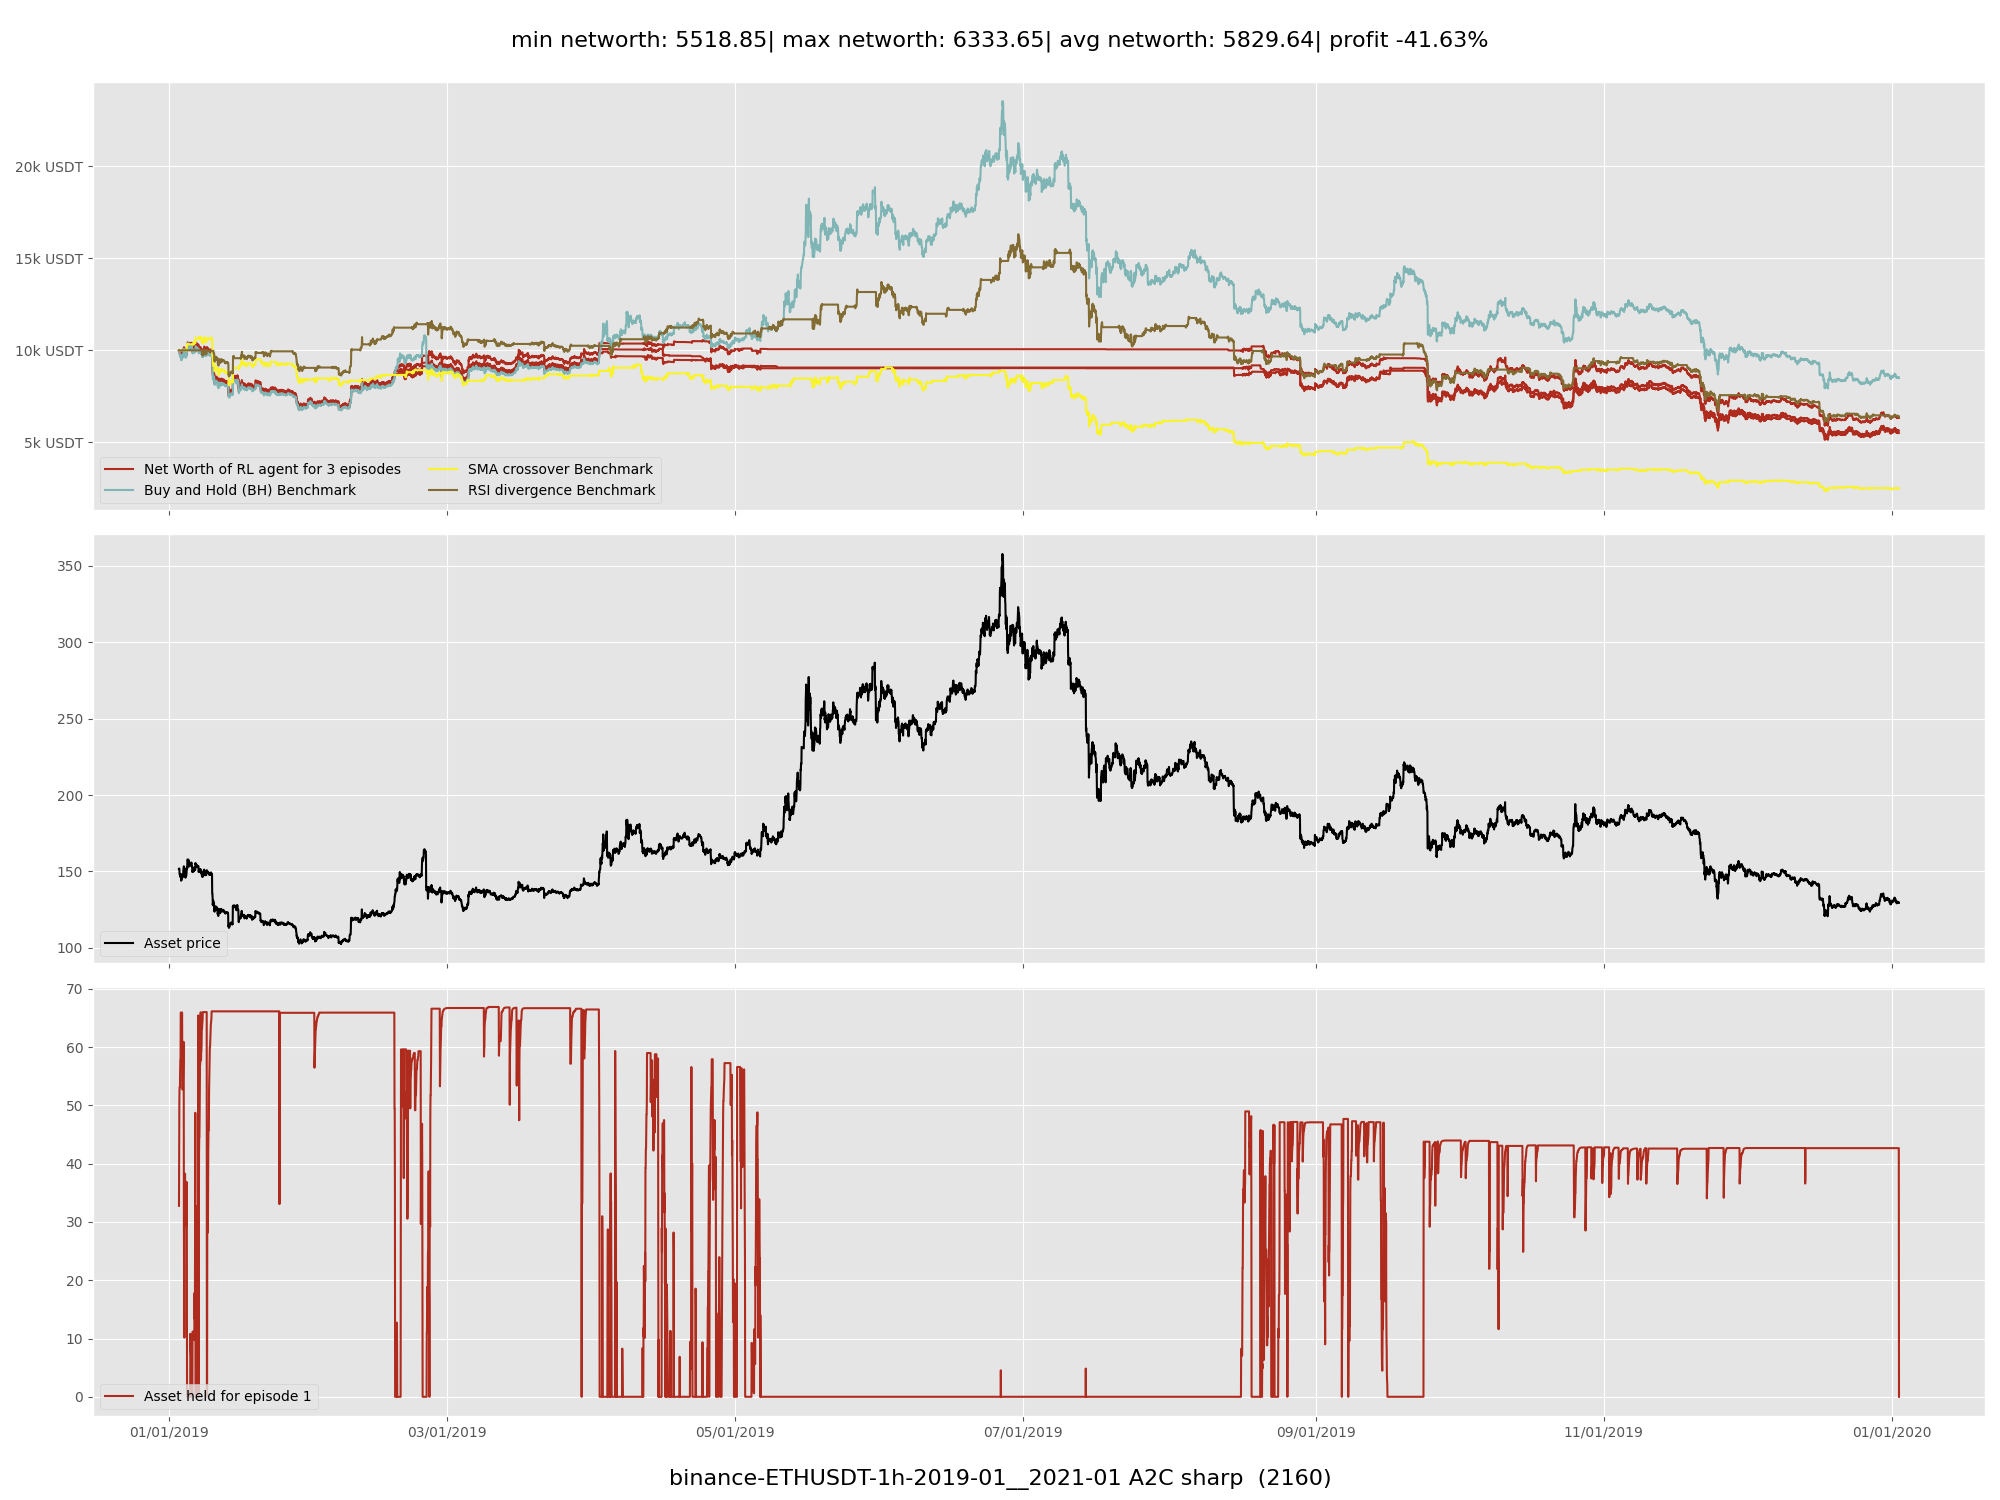 min networth: 5518.85| max networth: 6333.65| avg networth: 5829.64| profit -41.63%
20k USDT
15k USDT
10k USDT
5k USDT
Net Worth of RL agent for 3 episodes
Buy and Hold (BH) Benchmark
SMA crossover Benchmark
RSI divergence Benchmark
350
300
250
200
150
100
Asset price
70
60
50
40
30
20
10
0
Asset held for episode 1
01/01/2019 03/01/2019 05/01/2019 07/01/2019 09/01/2019 11/01/2019 01/01/2020
binance-ETHUSDT-1h-2019-01__2021-01 A2C sharp (2160)